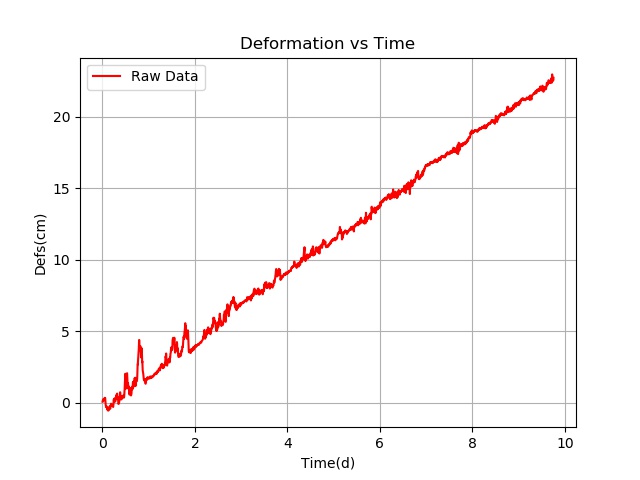 Deformation vs Time
Raw Data
20
15
10
5
0
Defs(cm)
0 2 4 6 8 10
Time(d)